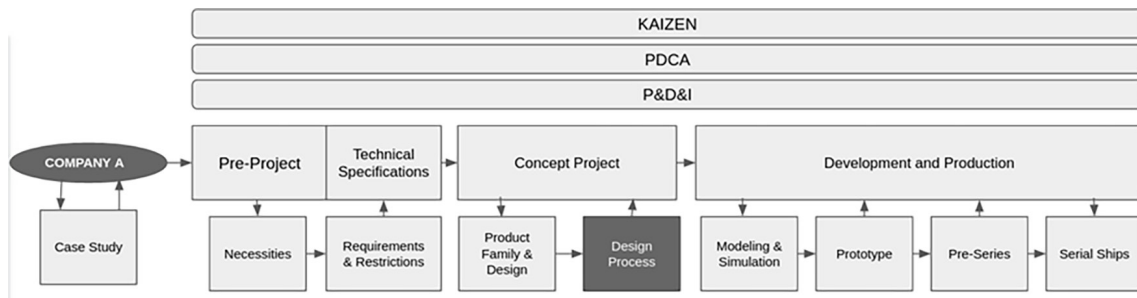 KAIZEN
PDCA
P&D&I
COMPANY A
Pre-Project
Technical
Specifications
Concept Project
Development and Production
Case Study
Necessities
Requirements
& Restrictions
Product
Family &
Design
Design
Process
Modeling &
Simulation
Prototype
Pre-Series
Serial Ships